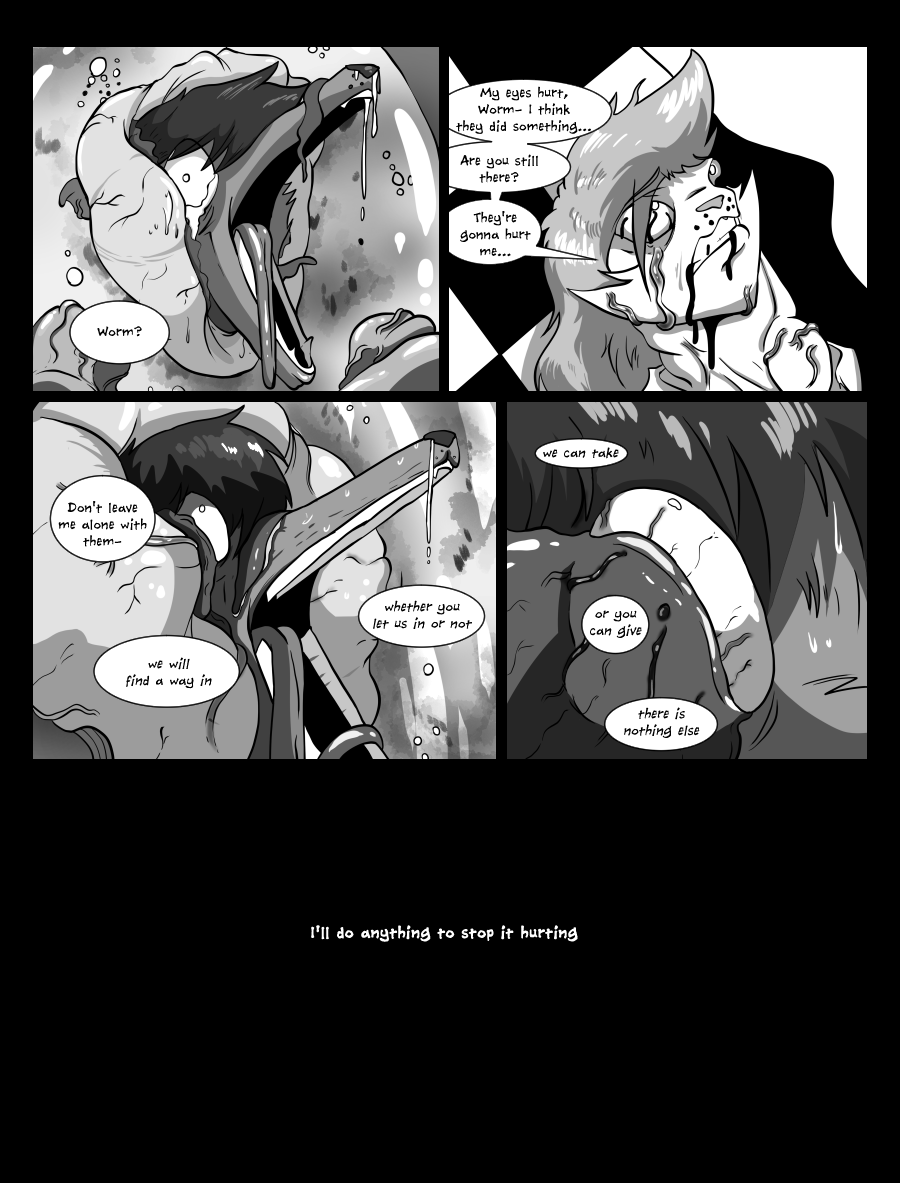 Worm?
My eyes hurt,
Worm– I think
they did something...
Are you still
there?
They're
gonna hurt
me...
Don't leave
me alone with
them–
whether you
let us in or not
we will
find a way in
we can take
or you
can give
there is
nothing else
I'll do anything to stop it hurting